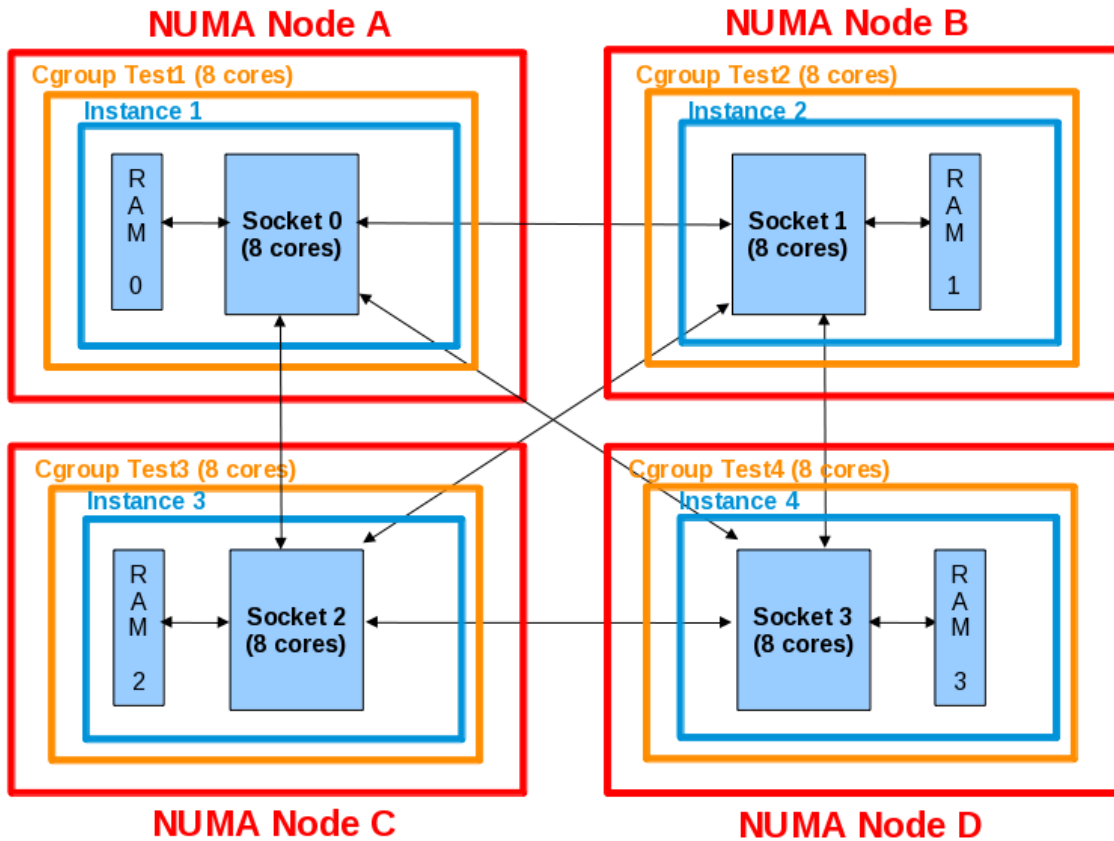 NUMA Node A
NUMA Node B
Cgroup Test1 (8 cores)
Cgroup Test2 (8 cores)
Instance 1
Instance 2
R
A
M
0
Socket 0
(8 cores)
Socket 1
(8 cores)
R
A
M
1
Cgroup Test3 (8 cores)
Cgroup Test4 (8 cores)
Instance 3
Instance 4
R
A
M
2
Socket 2
(8 cores)
Socket 3
(8 cores)
R
A
M
3
NUMA Node C
NUMA Node D